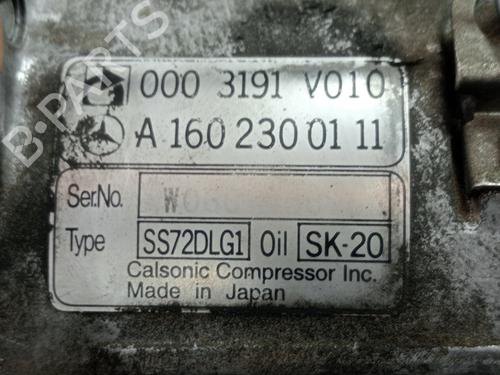 B-PARTS
000 3191 V010
A 160 230 01 11
Ser.No.
Type SS72DLG1 Oil SK-20
Calsonic Compressor Inc.
Made in Japan